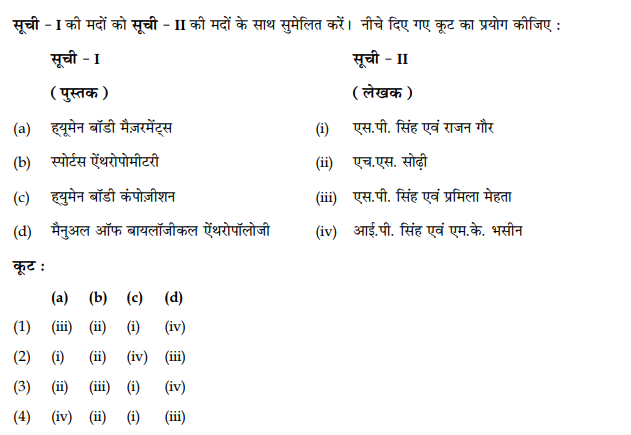 सूची - I की मदों को सूची - II की मदों के साथ सुमेलित करें। नीचे दिए गए कूट का प्रयोग कीजिए :
सूची - I सूची - II
( पुस्तक ) ( लेखक )
(a) ह्यूमेन बॉडी मैज़रमेंट्स (i) एस.पी. सिंह एवं राजन गौर
(b) स्पोर्टस ऐंथरोपोमीटरी (ii) एच.एस. सोढ़ी
(c) ह्युमेन बॉडी कंपोज़ीशन (iii) एस.पी. सिंह एवं प्रमिला मेहता
(d) मैनुअल ऑफ बायलॉजीकल ऐंथरोपॉलोजी (iv) आई.पी. सिंह एवं एम.के. भसीन
कूट :
(a) (b) (c) (d)
(1) (iii) (ii) (i) (iv)
(2) (i) (ii) (iv) (iii)
(3) (ii) (iii) (i) (iv)
(4) (iv) (ii) (i) (iii)